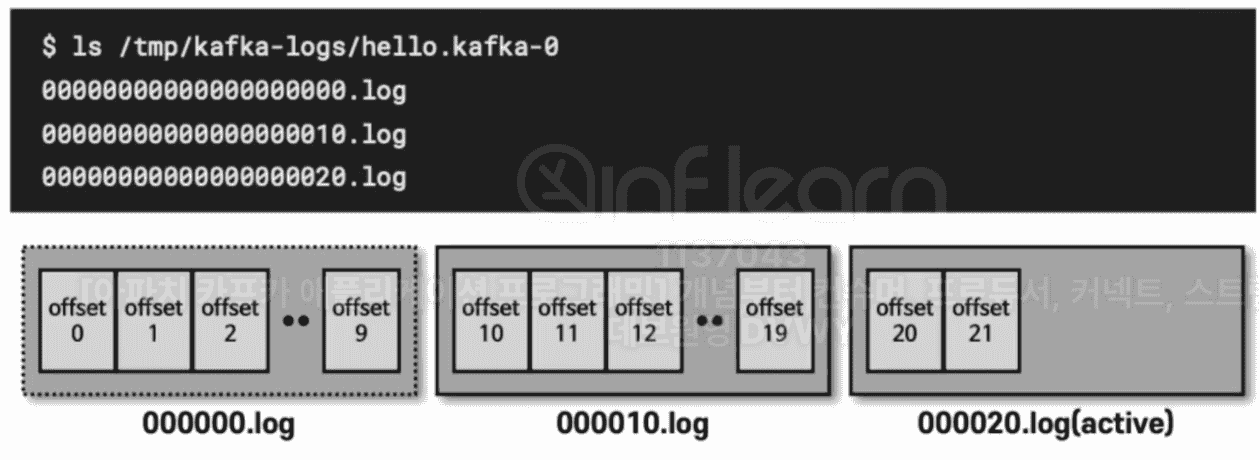 $ ls /tmp/kafka-logs/hello.kafka-0
00000000000000000000.log
00000000000000000010.log
00000000000000000020.log
inflearn
1137043
[아파치 카프카 애플리케이션 프로그래밍] 개념부터 컨슈머, 프로듀서, 커넥트, 스트
offset 0 offset 1 offset 2 •• offset 9 offset 10 offset 11 offset 12 •• offset 19 offset 20 offset 21
000000.log 000010.log 000020.log(active)